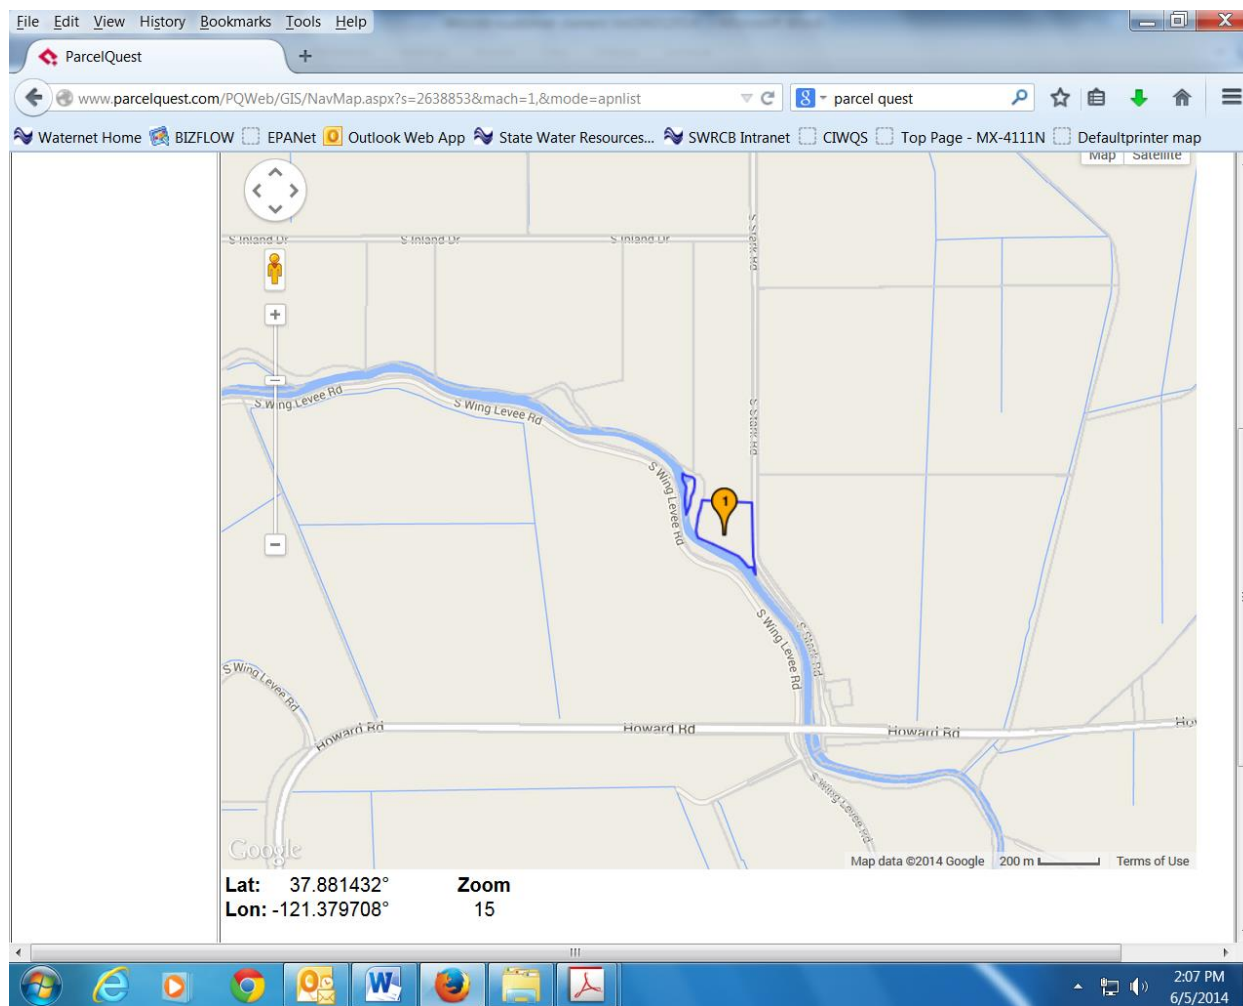 File Edit View History Bookmarks Tools Help
ParcelQuest
www.parcelquest.com/PQWeb/GIS/NavMap.aspx?s=2638853&mach=1,&mode=apnlist
parcel quest
Waternet Home BIZFLOW EPANet Outlook Web App State Water Resources... SWRCB Intranet CIWQS Top Page - MX-4111N Defaultprinter map
Map Satellite
S Inland Dr S Inland Dr S Inland Dr
S Stark Rd
S Wing Levee Rd
S Wing Levee Rd
S Stark Rd
S Wing Levee Rd
1
S Wing Levee Rd
S Stark Rd
S Wing Levee Rd
Howard Rd Howard Rd Howard Rd Ho
S Wing Levee Rd
Google
Map data ©2014 Google 200 m Terms of Use
Lat: 37.881432° Zoom
Lon: -121.379708° 15
2:07 PM
6/5/2014